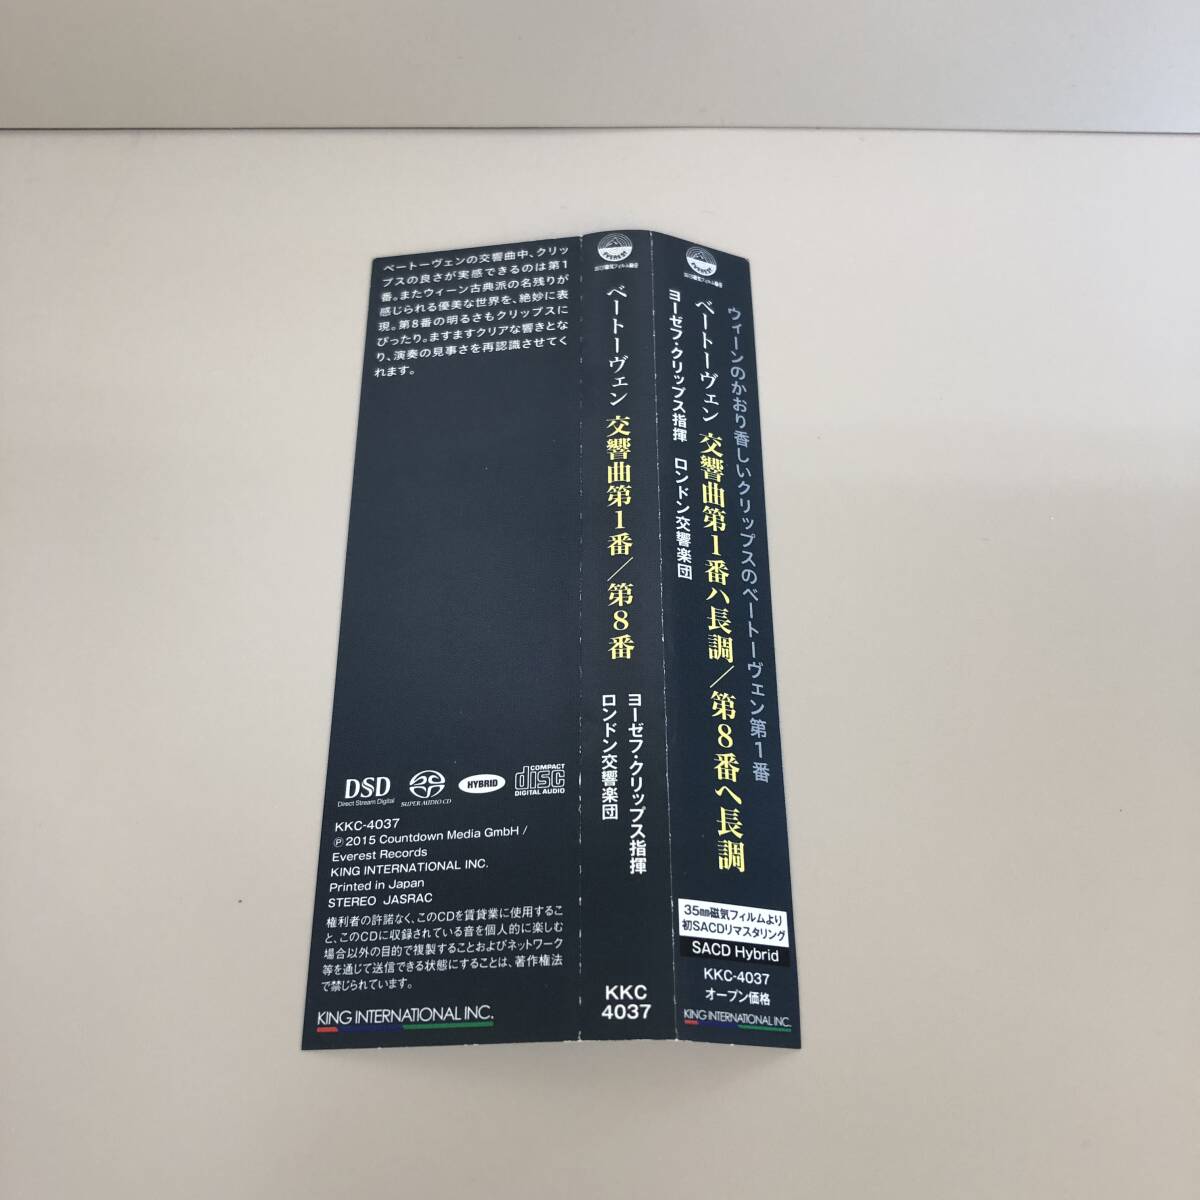 ベートーヴェンの交響曲中、クリッ
プスの良さが実感できるのは第1
番。またウィーン古典派の名残りが
感じられる優美な世界を、絶妙に表
現。第8番の明るさもクリップスに
ぴったり。ますますクリアな響きとな
り、演奏の見事さを再認識させてく
れます。
DSD
Direct Stream Digital
SUPER AUDIO CD
HYBRID
COMPACT
disc
DIGITAL AUDIO
KKC-4037
℗2015 Countdown Media GmbH /
Everest Records
KING INTERNATIONAL INC.
Printed in Japan
STEREO JASRAC
権利者の許諾なく、このCDを賃貸業に使用するこ
と、このCDに収録されている音を個人的に楽しむ
場合以外の目的で複製することおよびネットワーク
等を通じて送信できる状態にすることは、著作権法
で禁じられています。
KING INTERNATIONAL INC.
EVEREST
ベートーヴェン 交響曲第1番/第8番
ヨーゼフ・クリップス指揮
ロンドン交響楽団
KKC
4037
EVEREST
ウィーンのかおり香しいクリップスのベートーヴェン第1番
ベートーヴェン 交響曲第1番ハ長調/第8番ヘ長調
ヨーゼフ・クリップス指揮 ロンドン交響楽団
35㎜磁気フィルムより
初SACDリマスタリング
SACD Hybrid
KKC-4037
オープン価格
KING INTERNATIONAL INC.